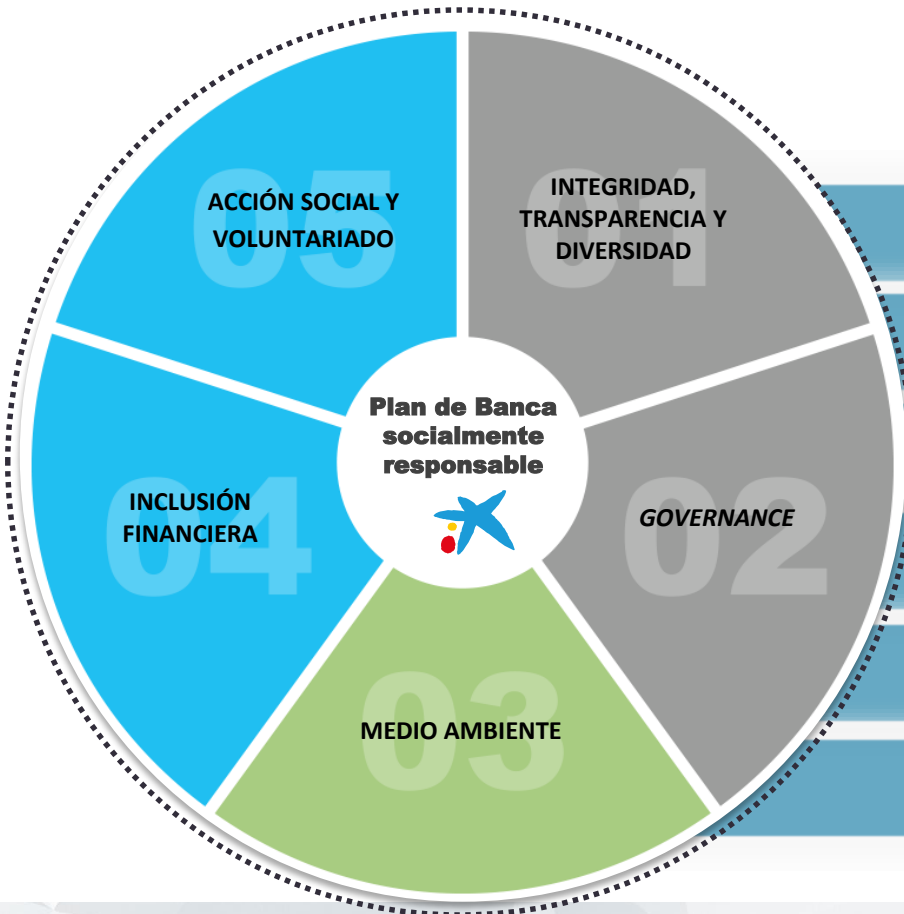 Plan de Banca
socialmente
responsable
01
INTEGRIDAD,
TRANSPARENCIA Y
DIVERSIDAD
02
GOVERNANCE
03
MEDIO AMBIENTE
04
INCLUSIÓN
FINANCIERA
05
ACCIÓN SOCIAL Y
VOLUNTARIADO